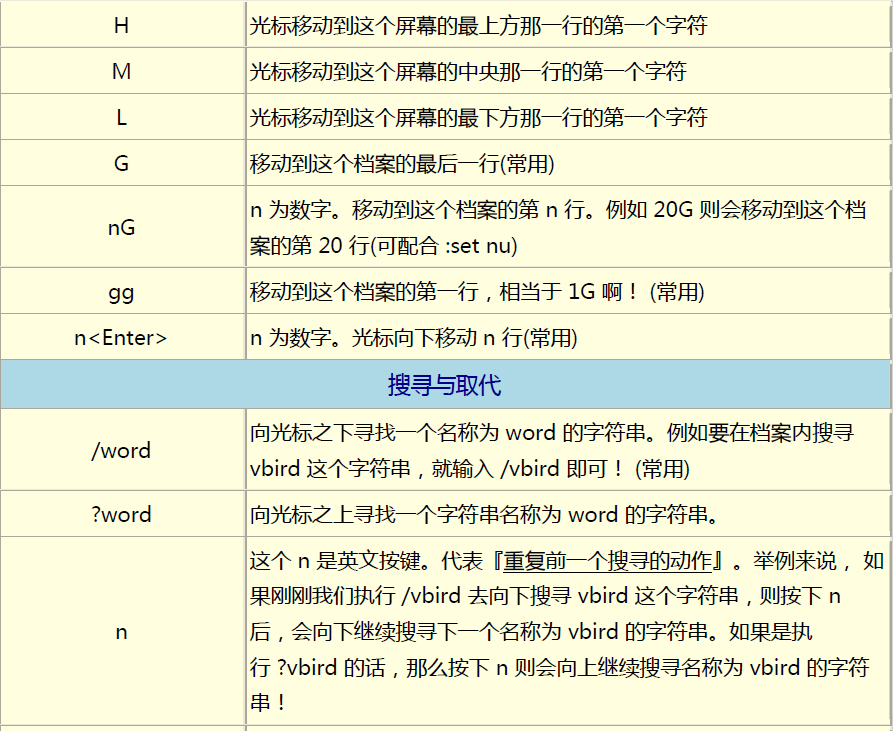 H 光标移动到这个屏幕的最上方那一行的第一个字符
M 光标移动到这个屏幕的中央那一行的第一个字符
L 光标移动到这个屏幕的最下方那一行的第一个字符
G 移动到这个档案的最后一行(常用)
nG n 为数字。移动到这个档案的第 n 行。例如 20G 则会移动到这个档
案的第 20 行(可配合 :set nu)
gg 移动到这个档案的第一行，相当于 1G 啊！ (常用)
n<Enter> n 为数字。光标向下移动 n 行(常用)
搜寻与取代
/word 向光标之下寻找一个名称为 word 的字符串。例如要在档案内搜寻
vbird 这个字符串，就输入 /vbird 即可！ (常用)
?word 向光标之上寻找一个字符串名称为 word 的字符串。
n 这个 n 是英文按键。代表『重复前一个搜寻的动作』。举例来说， 如
果刚刚我们执行 /vbird 去向下搜寻 vbird 这个字符串，则按下 n
后，会向下继续搜寻下一个名称为 vbird 的字符串。如果是执
行 ?vbird 的话，那么按下 n 则会向上继续搜寻名称为 vbird 的字符
串！